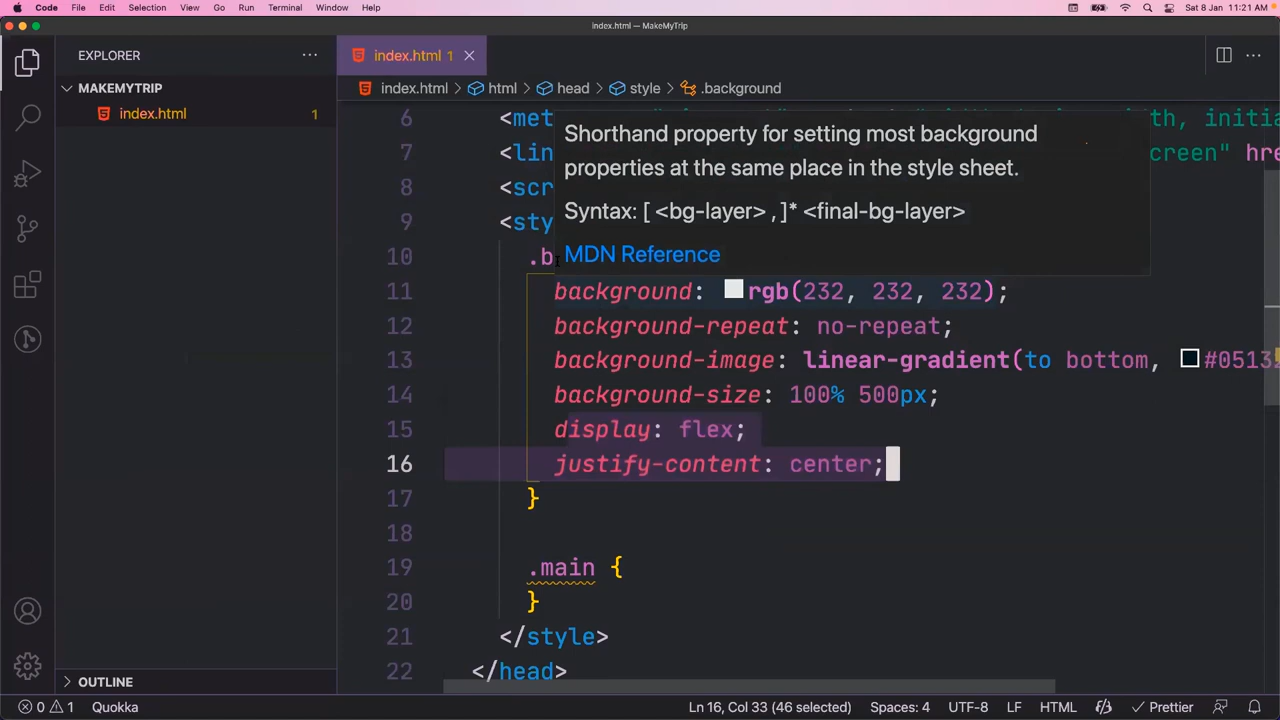 Code File Edit Selection View Go Run Terminal Window Help Sat 8 Jan 11:21 AM
index.html — MakeMyTrip
EXPLORER
MAKEMYTRIP
index.html 1
OUTLINE
index.html 1
index.html > html > head > style > .background
6 <met th, initia
7 <lin creen" hre
8 <scr
9 <sty
10 .b
Shorthand property for setting most background
properties at the same place in the style sheet.
Syntax: [ <bg-layer> , ]* <final-bg-layer>
MDN Reference
11 background: rgb(232, 232, 232);
12 background-repeat: no-repeat;
13 background-image: linear-gradient(to bottom, #0513
14 background-size: 100% 500px;
15 display: flex;
16 justify-content: center;
17 }
18
19 .main {
20 }
21 </style>
22 </head>
0 1 Quokka Ln 16, Col 33 (46 selected) Spaces: 4 UTF-8 LF HTML Prettier